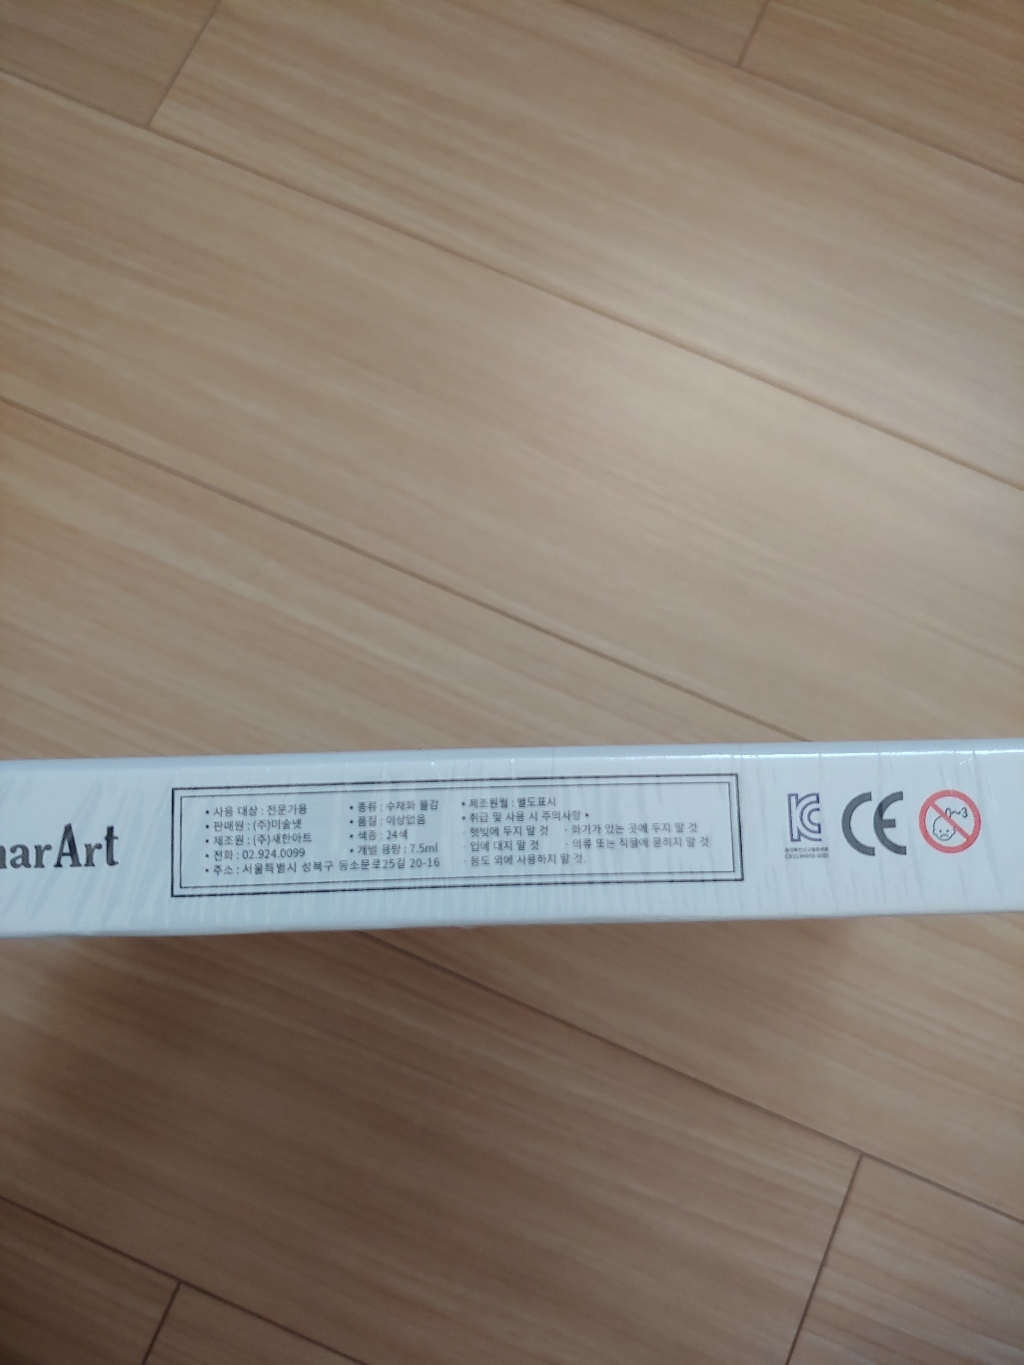 narArt
• 사용 대상 : 전문가용
• 판매원 : (주)미술넷
• 제조원 : (주)새한아트
• 전화 : 02.924.0099
• 주소 : 서울특별시 성북구 동소문로25길 20-16
• 종류 : 수채화 물감
• 품질 : 이상없음
• 색종 : 24색
• 개별 용량 : 7.5ml
• 제조원월 : 별도표시
• 취급 및 사용 시 주의사항 •
· 햇빛에 두지 말 것 · 화기가 있는 곳에 두지 말 것
· 입에 대지 말 것 · 의류 또는 직물에 묻히지 말 것
· 용도 외에 사용하지 말 것.
CE
0~3